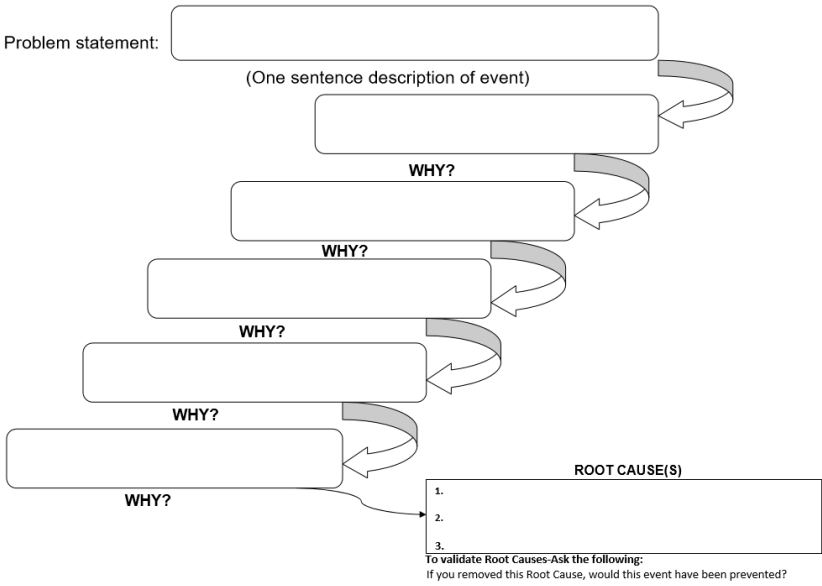 Problem statement:
(One sentence description of event)
WHY?
WHY?
WHY?
WHY?
WHY?
ROOT CAUSE(S)
1.
2.
3.
To validate Root Causes-Ask the following:
If you removed this Root Cause, would this event have been prevented?